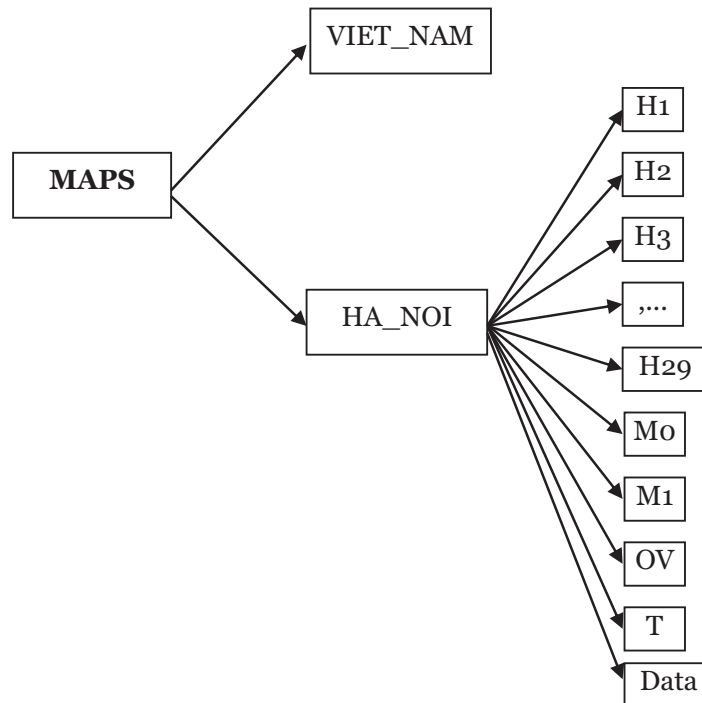 VIET_NAM
MAPS
HA_NOI
H1
H2
H3
,...
H29
M0
M1
OV
T
Data